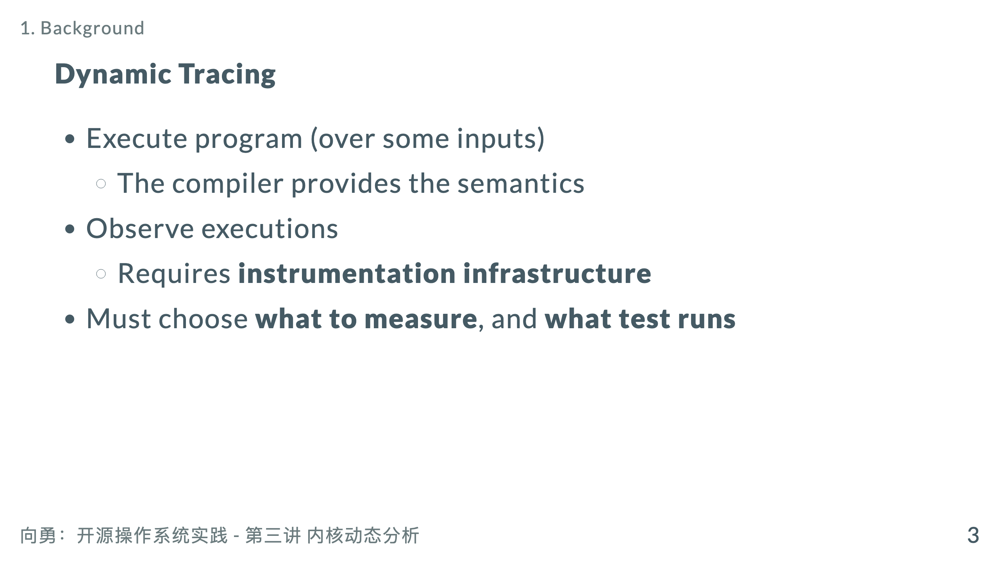 1. Background
Dynamic Tracing
• Execute program (over some inputs)
○ The compiler provides the semantics
• Observe executions
○ Requires instrumentation infrastructure
• Must choose what to measure, and what test runs
向勇：开源操作系统实践 - 第三讲 内核动态分析
3